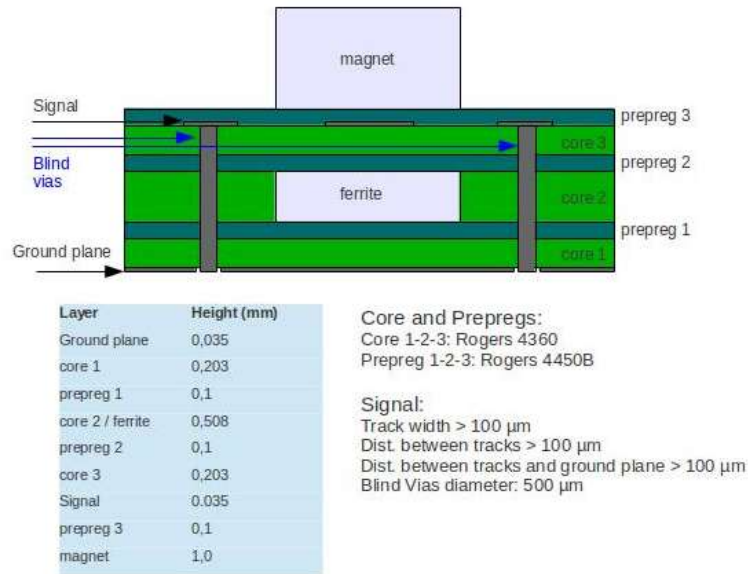 magnet
Signal
prepreg 3
core 3
Blind
vias
prepreg 2
ferrite
core 2
prepreg 1
Ground plane
core 1
Layer Height (mm)
Ground plane 0,035
core 1 0,203
prepreg 1 0,1
core 2 / ferrite 0,508
prepreg 2 0,1
core 3 0,203
Signal 0.035
prepreg 3 0,1
magnet 1,0
Core and Prepregs:
Core 1-2-3: Rogers 4360
Prepreg 1-2-3: Rogers 4450B
Signal:
Track width > 100 µm
Dist. between tracks > 100 µm
Dist. between tracks and ground plane > 100 µm
Blind Vias diameter: 500 µm